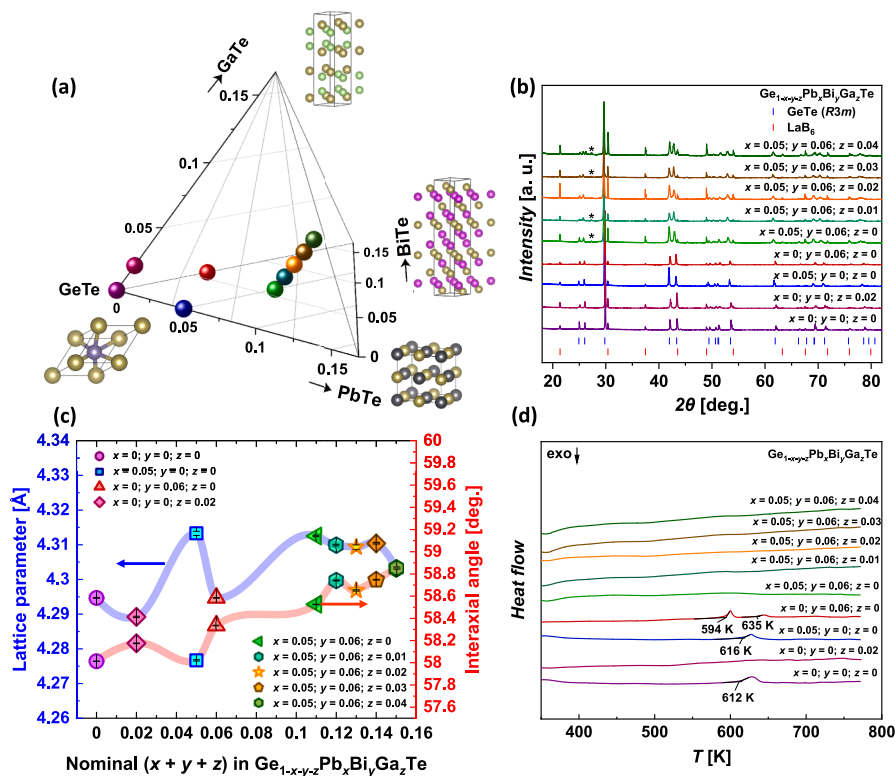 (a)
GaTe
0.15
0.1
0.05
GeTe
0
0.05
0.1
0.15
PbTe
BiTe
0.15
0.1
0.05
0
(b)
Ge1-x-y-zPbxBiyGazTe
GeTe (R3m)
LaB6
x = 0.05; y = 0.06; z = 0.04
*
x = 0.05; y = 0.06; z = 0.03
*
x = 0.05; y = 0.06; z = 0.02
x = 0.05; y = 0.06; z = 0.01
*
x = 0.05; y = 0.06; z = 0
*
x = 0; y = 0.06; z = 0
x = 0.05; y = 0; z = 0
x = 0; y = 0; z = 0.02
x = 0; y = 0; z = 0
Intensity [a. u.]
20 30 40 50 60 70 80
2θ [deg.]
(c)
4.34
4.33
4.32
4.31
4.3
4.29
4.28
4.27
4.26
Lattice parameter [Å]
x = 0; y = 0; z = 0
x = 0.05; y = 0; z = 0
x = 0; y = 0.06; z = 0
x = 0; y = 0; z = 0.02
x = 0.05; y = 0.06; z = 0
x = 0.05; y = 0.06; z = 0.01
x = 0.05; y = 0.06; z = 0.02
x = 0.05; y = 0.06; z = 0.03
x = 0.05; y = 0.06; z = 0.04
60
59.8
59.6
59.4
59.2
59
58.8
58.6
58.4
58.2
58
57.8
57.6
Interaxial angle [deg.]
0 0.02 0.04 0.06 0.08 0.10 0.12 0.14 0.16
Nominal (x + y + z) in Ge1-x-y-zPbxBiyGazTe
(d)
exo
Ge1-x-y-zPbxBiyGazTe
x = 0.05; y = 0.06; z = 0.04
x = 0.05; y = 0.06; z = 0.03
x = 0.05; y = 0.06; z = 0.02
x = 0.05; y = 0.06; z = 0.01
x = 0.05; y = 0.06; z = 0
x = 0; y = 0.06; z = 0
594 K
635 K
x = 0.05; y = 0; z = 0
616 K
x = 0; y = 0; z = 0.02
x = 0; y = 0; z = 0
612 K
Heat flow
400 500 600 700 800
T [K]